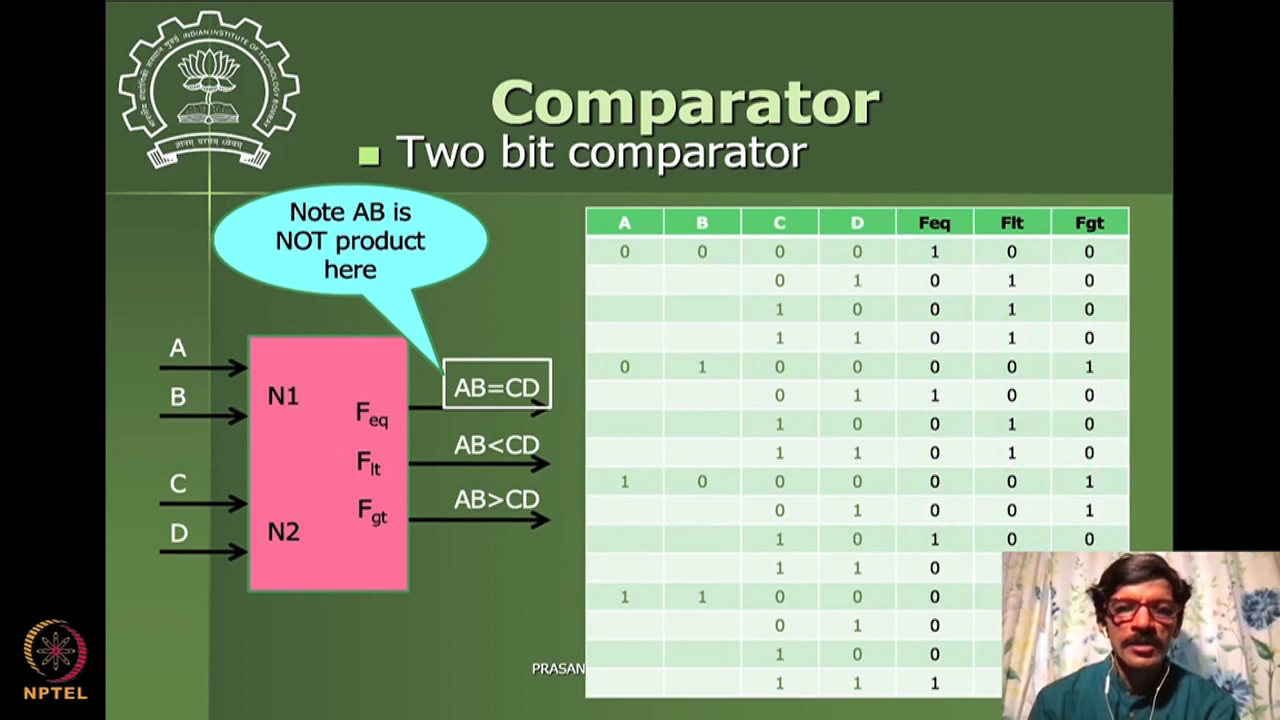 INDIAN INSTITUTE OF TECHNOLOGY BOMBAY
Comparator
Two bit comparator
Note AB is
NOT product
here
A
B
C
D
N1
N2
Feq
Flt
Fgt
AB=CD
AB<CD
AB>CD
A B C D Feq Flt Fgt
0 0 0 0 1 0 0
0 1 0 1 0
1 0 0 1 0
1 1 0 1 0
0 1 0 0 0 0 1
0 1 1 0 0
1 0 0 1 0
1 1 0 1 0
1 0 0 0 0 0 1
0 1 0 0 1
1 0 1 0 0
1 1 0
1 1 0 0 0
0 1 0
1 0 0
1 1 1
PRASAN
NPTEL